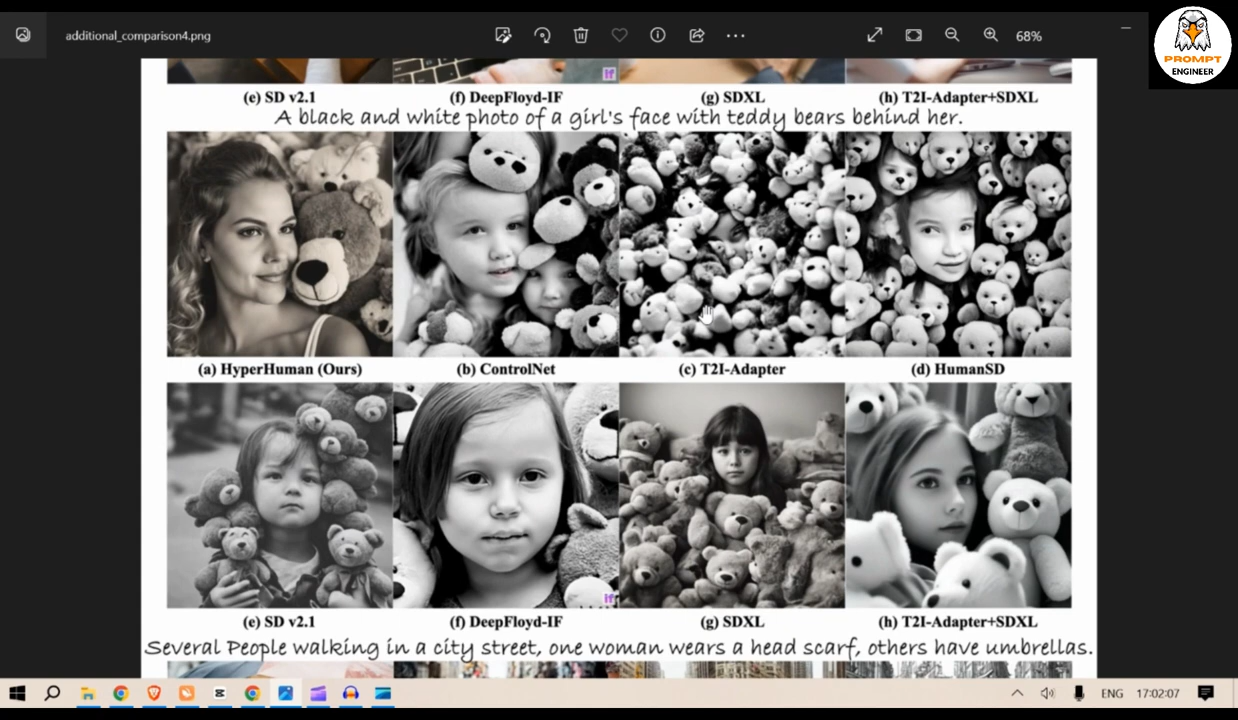 additional_comparison4.png
68%
PROMPT
ENGINEER
(e) SD v2.1
(f) DeepFloyd-IF
(g) SDXL
(h) T2I-Adapter+SDXL
if
A black and white photo of a girl's face with teddy bears behind her.
(a) HyperHuman (Ours)
(b) ControlNet
(c) T2I-Adapter
(d) HumanSD
if
(e) SD v2.1
(f) DeepFloyd-IF
(g) SDXL
(h) T2I-Adapter+SDXL
Several People walking in a city street, one woman wears a head scarf, others have umbrellas.
ENG
17:02:07